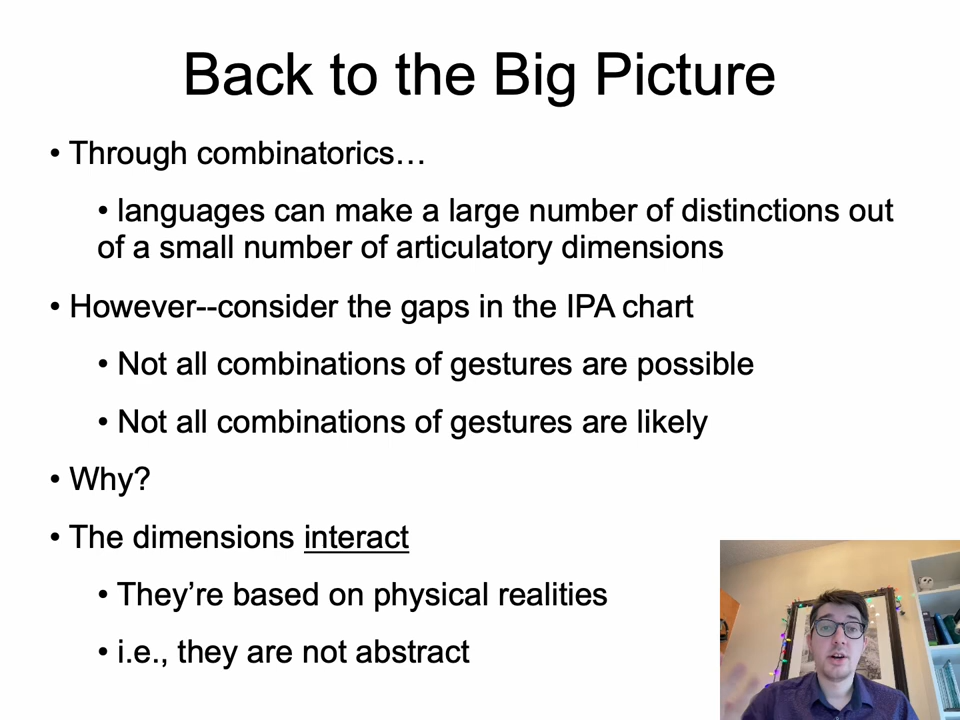 Back to the Big Picture
• Through combinatorics…
• languages can make a large number of distinctions out
of a small number of articulatory dimensions
• However--consider the gaps in the IPA chart
• Not all combinations of gestures are possible
• Not all combinations of gestures are likely
• Why?
• The dimensions interact
• They’re based on physical realities
• i.e., they are not abstract